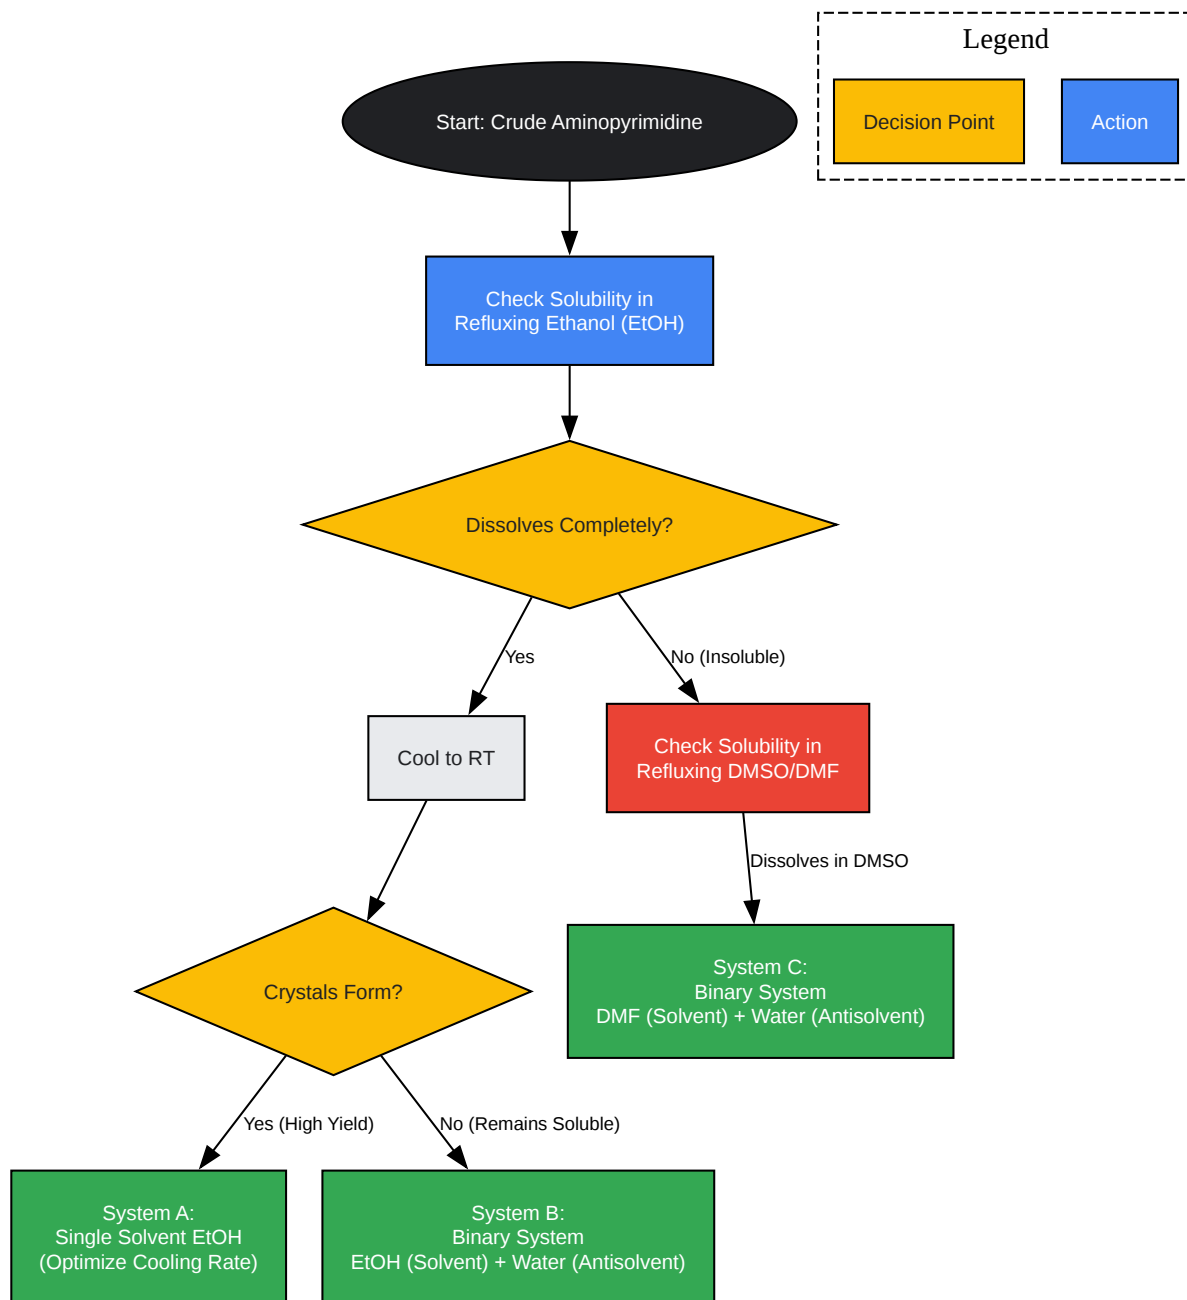 Legend
Decision Point
Action
Start: Crude Aminopyrimidine
Check Solubility in
Refluxing Ethanol (EtOH)
Dissolves Completely?
Yes
No (Insoluble)
Cool to RT
Check Solubility in
Refluxing DMSO/DMF
Dissolves in DMSO
Crystals Form?
System C:
Binary System
DMF (Solvent) + Water (Antisolvent)
Yes (High Yield)
No (Remains Soluble)
System A:
Single Solvent EtOH
(Optimize Cooling Rate)
System B:
Binary System
EtOH (Solvent) + Water (Antisolvent)